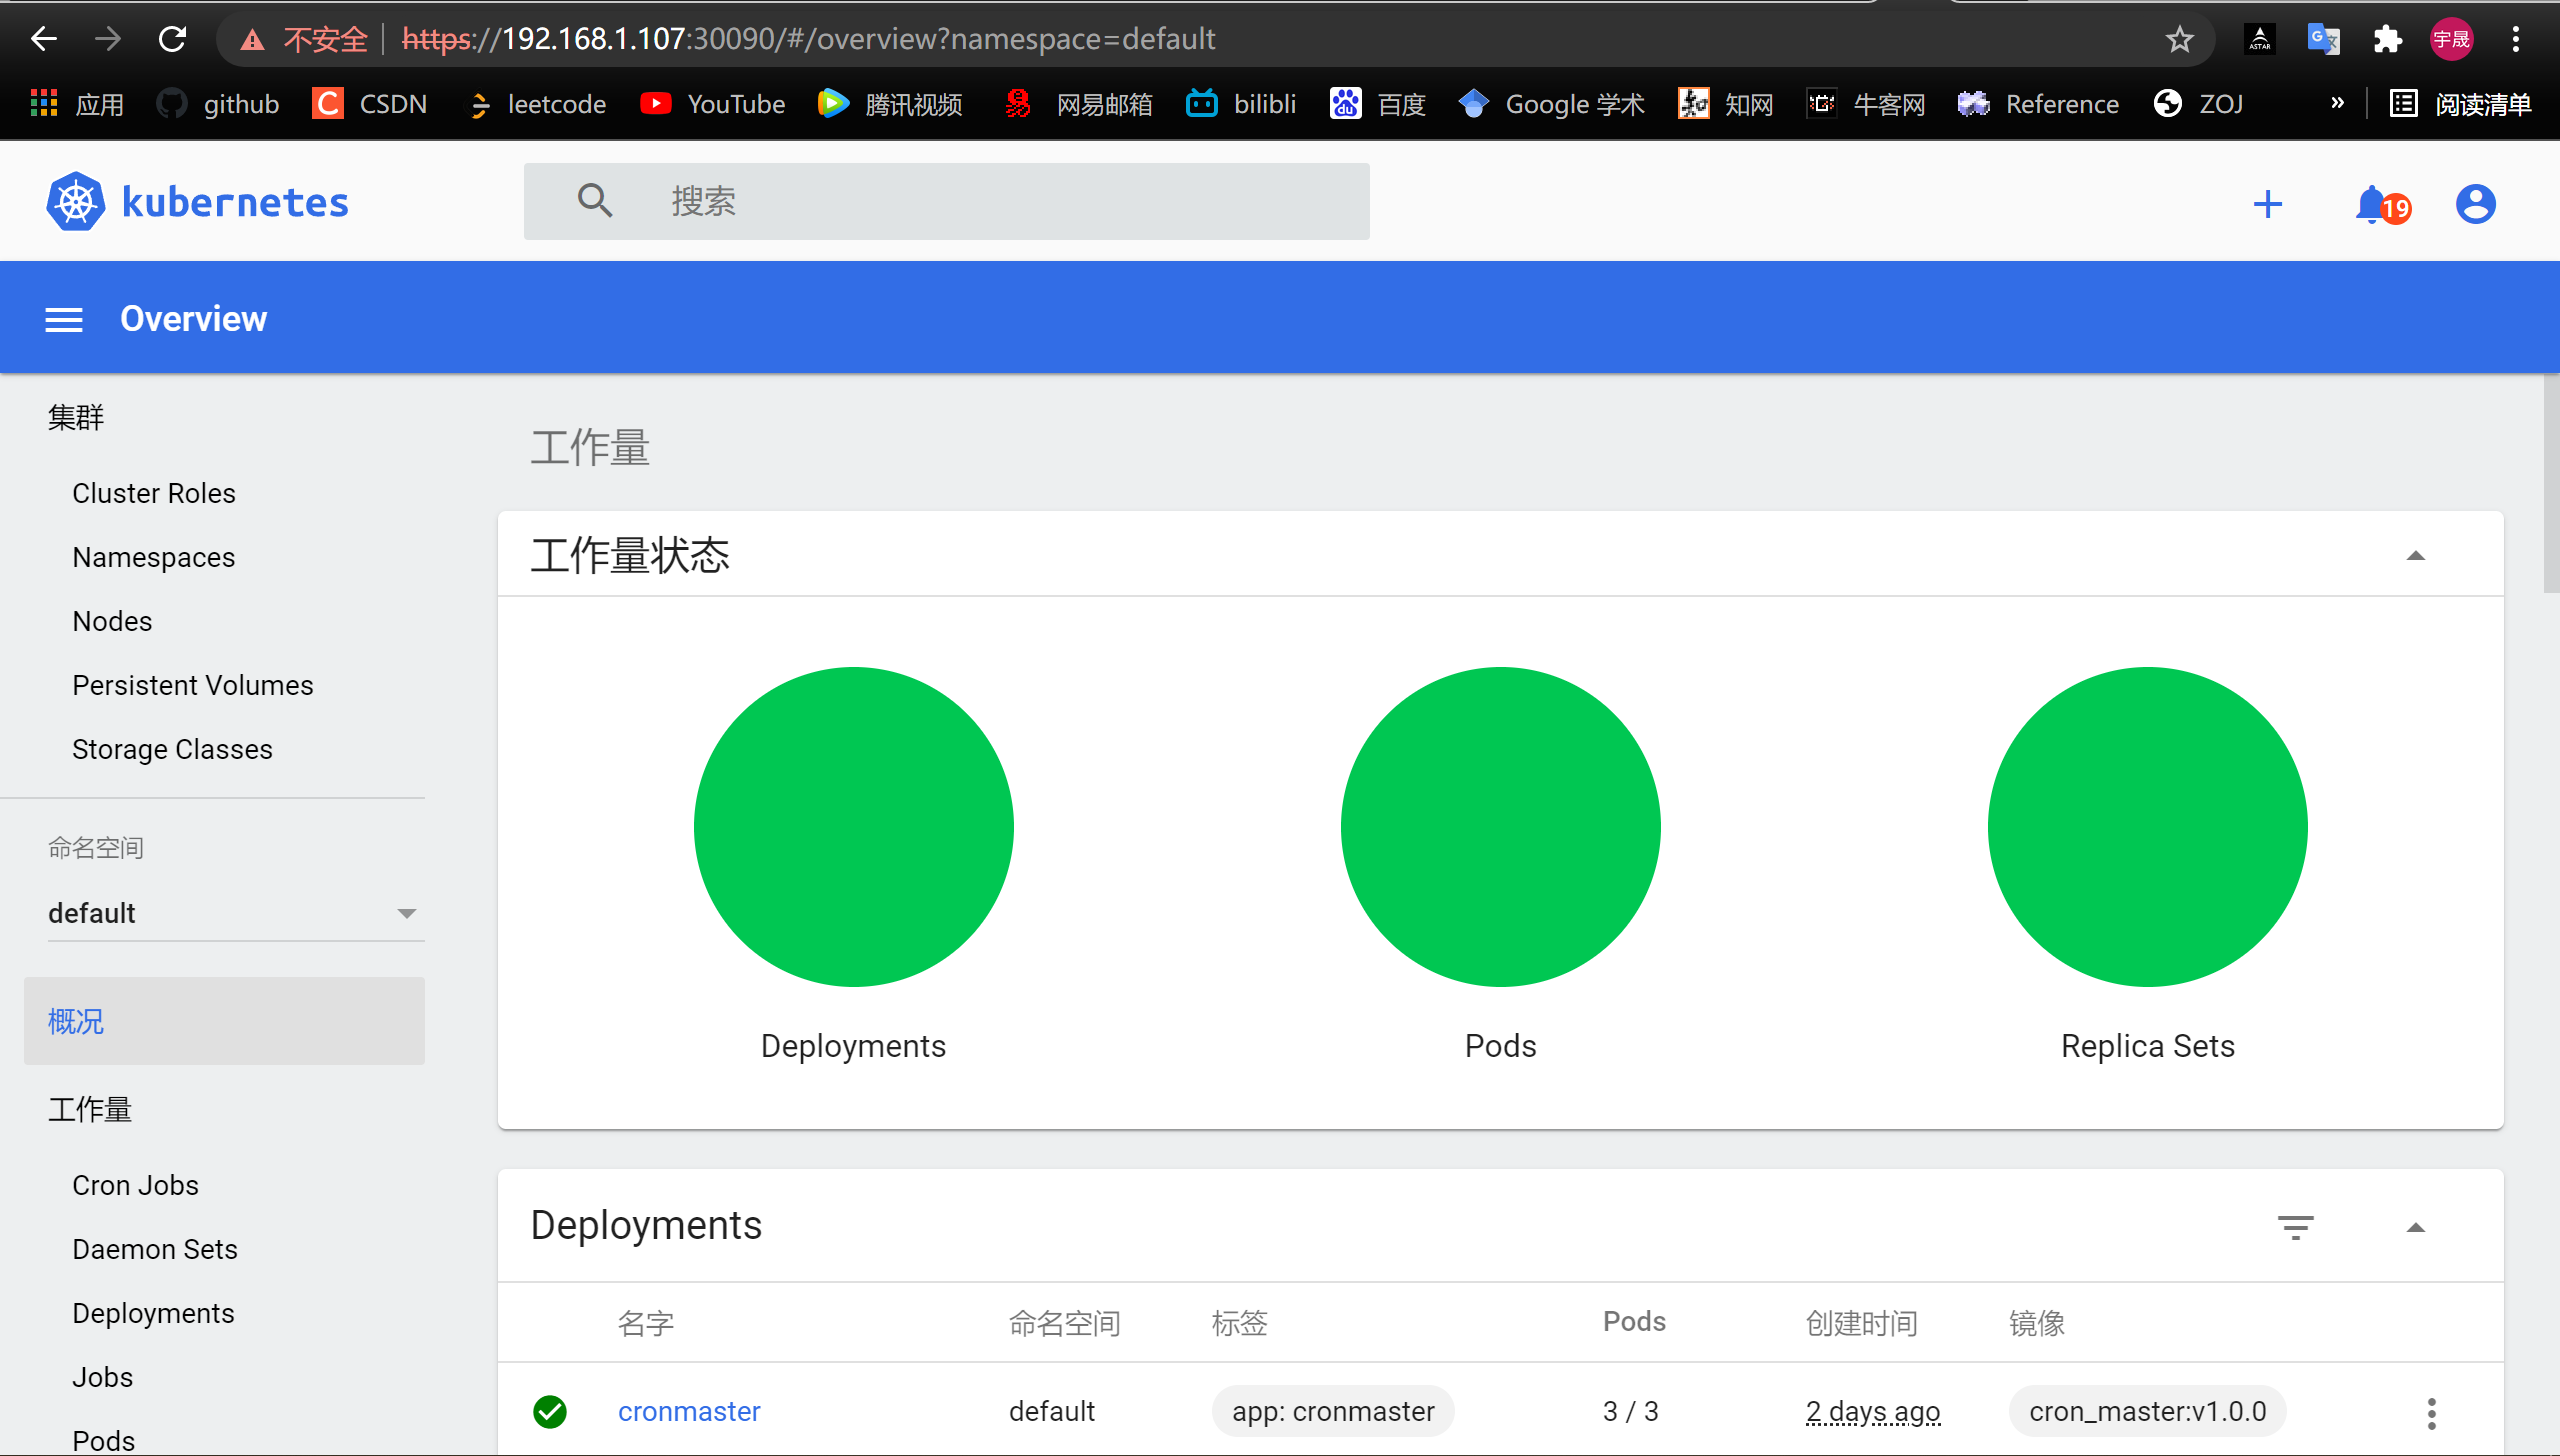 不安全 https://192.168.1.107:30090/#/overview?namespace=default 宇晟
应用 github CSDN leetcode YouTube 腾讯视频 网易邮箱 bilibli 百度 Google 学术 知网 牛客网 Reference ZOJ » 阅读清单
kubernetes 搜索 19
Overview
集群
Cluster Roles
Namespaces
Nodes
Persistent Volumes
Storage Classes
命名空间
default
概况
工作量
Cron Jobs
Daemon Sets
Deployments
Jobs
Pods
工作量
工作量状态
Deployments Pods Replica Sets
Deployments
名字 命名空间 标签 Pods 创建时间 镜像
cronmaster default app: cronmaster 3 / 3 2 days ago cron_master:v1.0.0